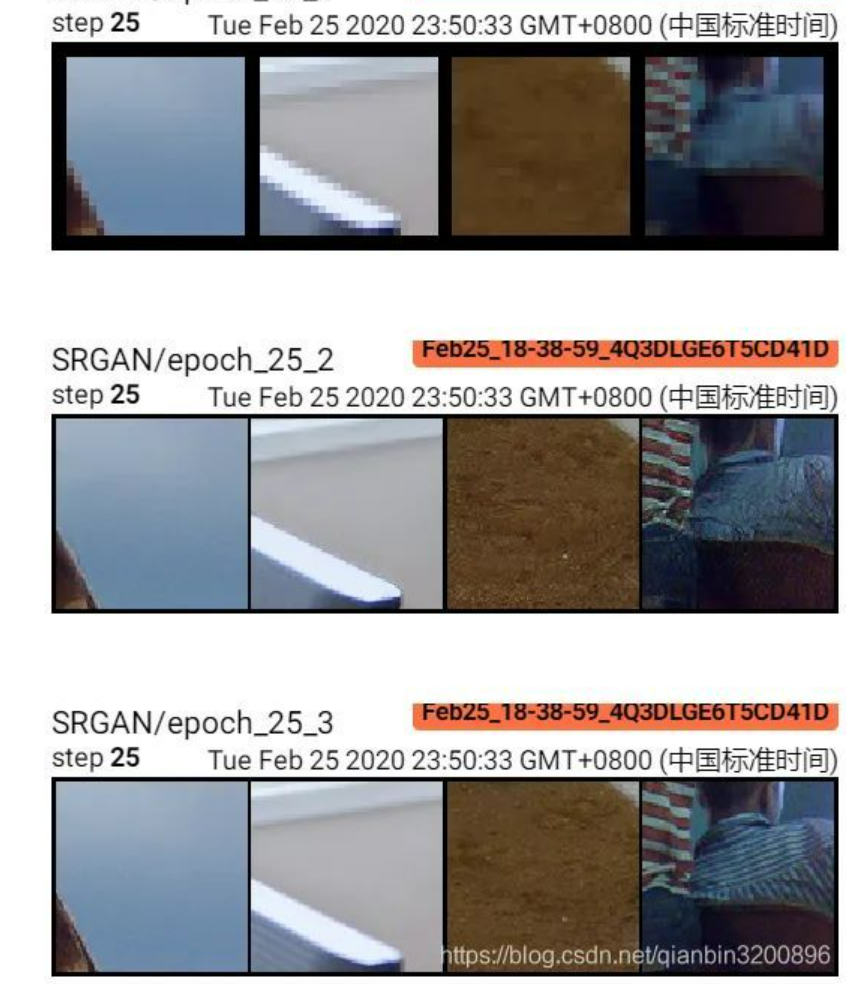 step 25 Tue Feb 25 2020 23:50:33 GMT+0800 (中国标准时间)
SRGAN/epoch_25_2 Feb25_18-38-59_4Q3DLGE6T5CD41D
step 25 Tue Feb 25 2020 23:50:33 GMT+0800 (中国标准时间)
SRGAN/epoch_25_3 Feb25_18-38-59_4Q3DLGE6T5CD41D
step 25 Tue Feb 25 2020 23:50:33 GMT+0800 (中国标准时间)
https://blog.csdn.net/qianbin3200896